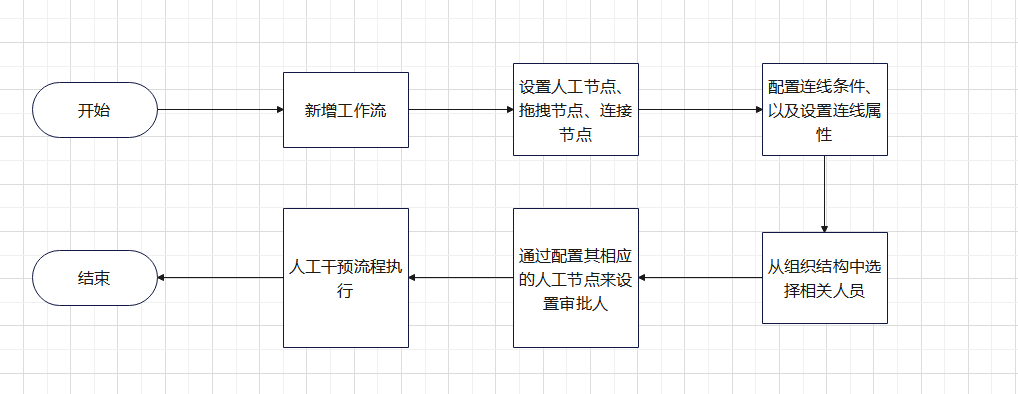 开始
新增工作流
设置人工节点、
拖拽节点、连接
节点
配置连线条件、
以及设置连线属
性
从组织结构中选
择相关人员
通过配置其相应
的人工节点来设
置审批人
人工干预流程执
行
结束